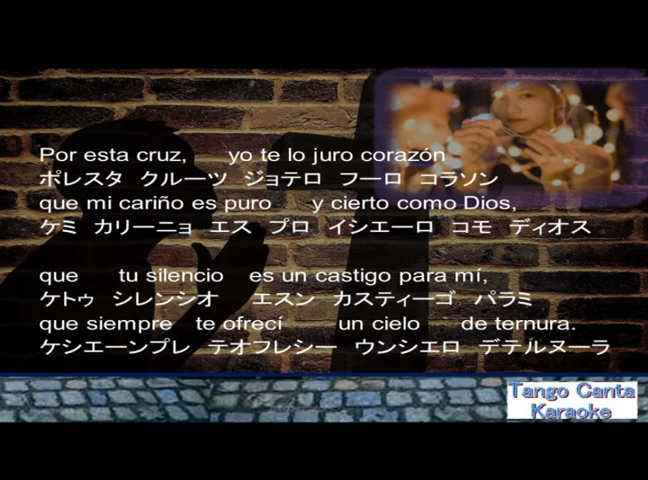 Por esta cruz, yo te lo juro corazón
ポレスタ クルーツ ジョテロ フーロ コラソン
que mi cariño es puro y cierto como Dios,
ケミ カリーニョ エス プロ イシエーロ コモ ディオス
que tu silencio es un castigo para mí,
ケトゥ シレンシオ エスン カスティーゴ パラミ
que siempre te ofrecí un cielo de ternura.
ケシエーンプレ テオフレシー ウンシエロ デテルヌーラ
Tango Canta
Karaoke